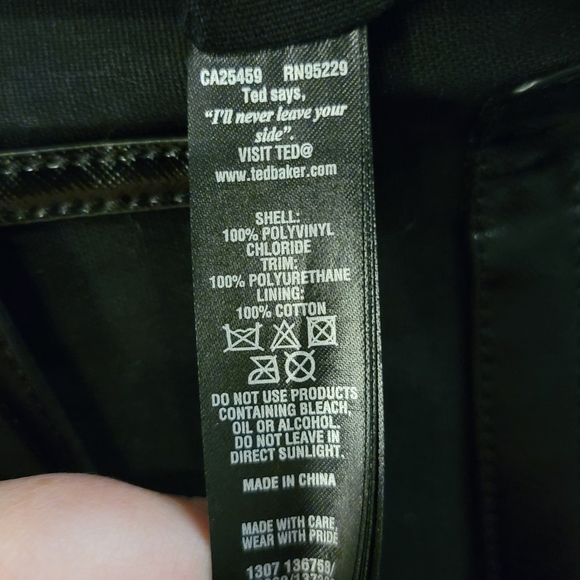 CA25459 RN95229
Ted says,
"I'll never leave your
side".
VISIT TED@
www.tedbaker.com
SHELL:
100% POLYVINYL
CHLORIDE
TRIM:
100% POLYURETHANE
LINING:
100% COTTON
DO NOT USE PRODUCTS
CONTAINING BLEACH,
OIL OR ALCOHOL.
DO NOT LEAVE IN
DIRECT SUNLIGHT.
MADE IN CHINA
MADE WITH CARE,
WEAR WITH PRIDE
1307 136758/